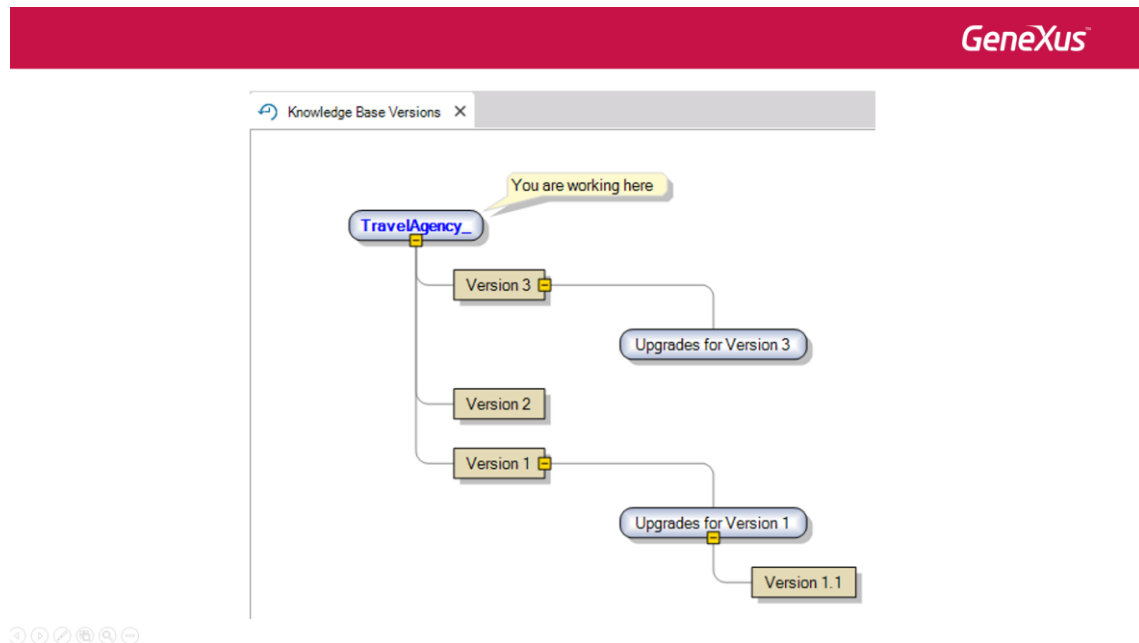 GeneXus™
Knowledge Base Versions
You are working here
TravelAgency_
Version 3
Upgrades for Version 3
Version 2
Version 1
Upgrades for Version 1
Version 1.1